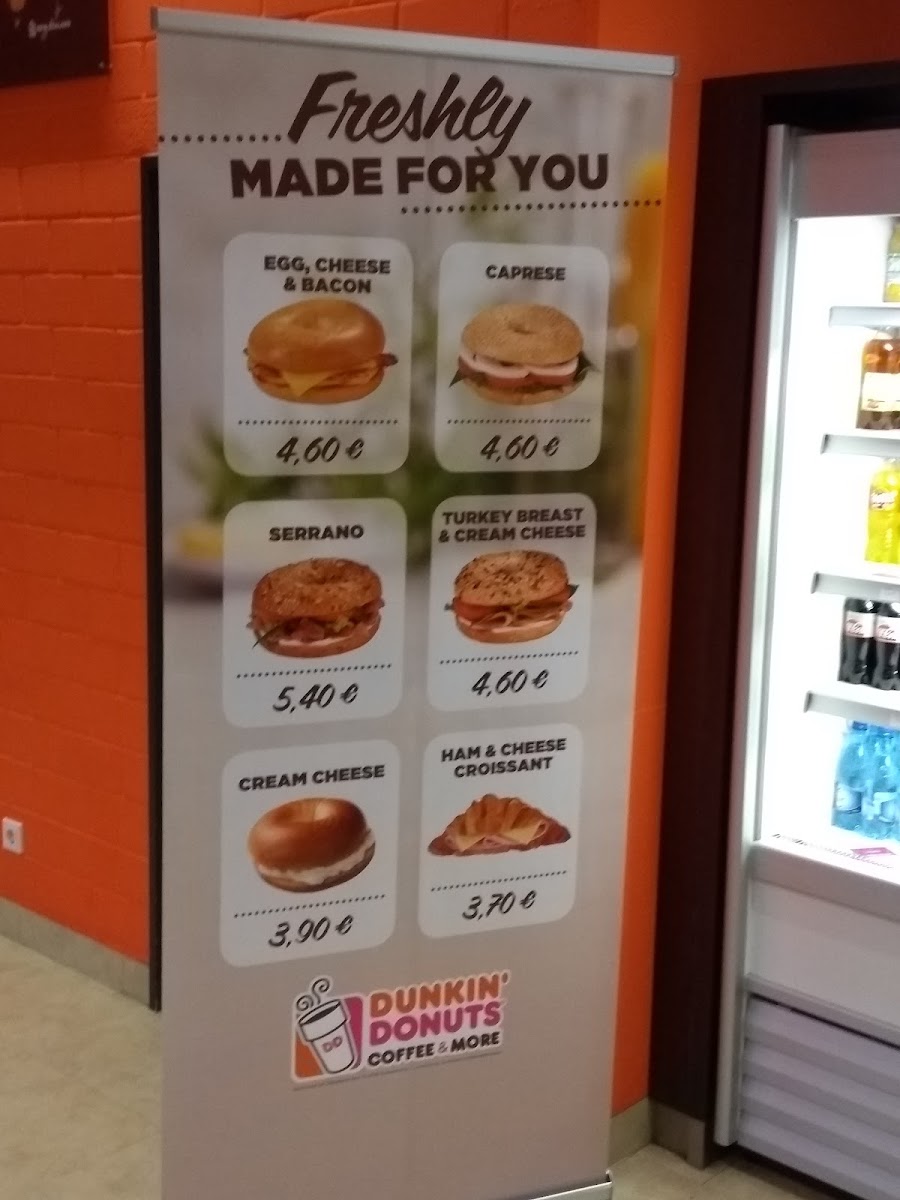 Freshly
MADE FOR YOU
EGG, CHEESE
& BACON
4,60 €
CAPRESE
4,60 €
SERRANO
5,40 €
TURKEY BREAST
& CREAM CHEESE
4,60 €
CREAM CHEESE
3,90 €
HAM & CHEESE
CROISSANT
3,70 €
DD
DUNKIN'
DONUTS
COFFEE & MORE